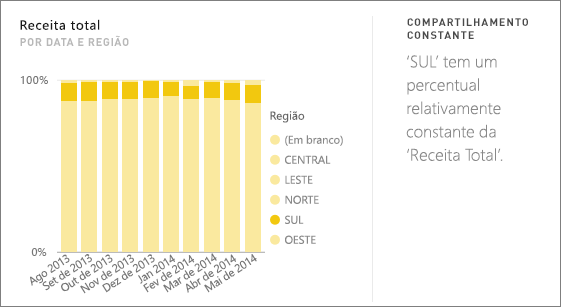 Receita total
POR DATA E REGIÃO
100%
0%
Ago 2013
Set de 2013
Out de 2013
Nov de 2013
Dez de 2013
Jan 2014
Fev de 2014
Mar de 2014
Abr de 2014
Mai de 2014
Região
(Em branco)
CENTRAL
LESTE
NORTE
SUL
OESTE
COMPARTILHAMENTO
CONSTANTE
‘SUL’ tem um
percentual
relativamente
constante da
‘Receita Total’.